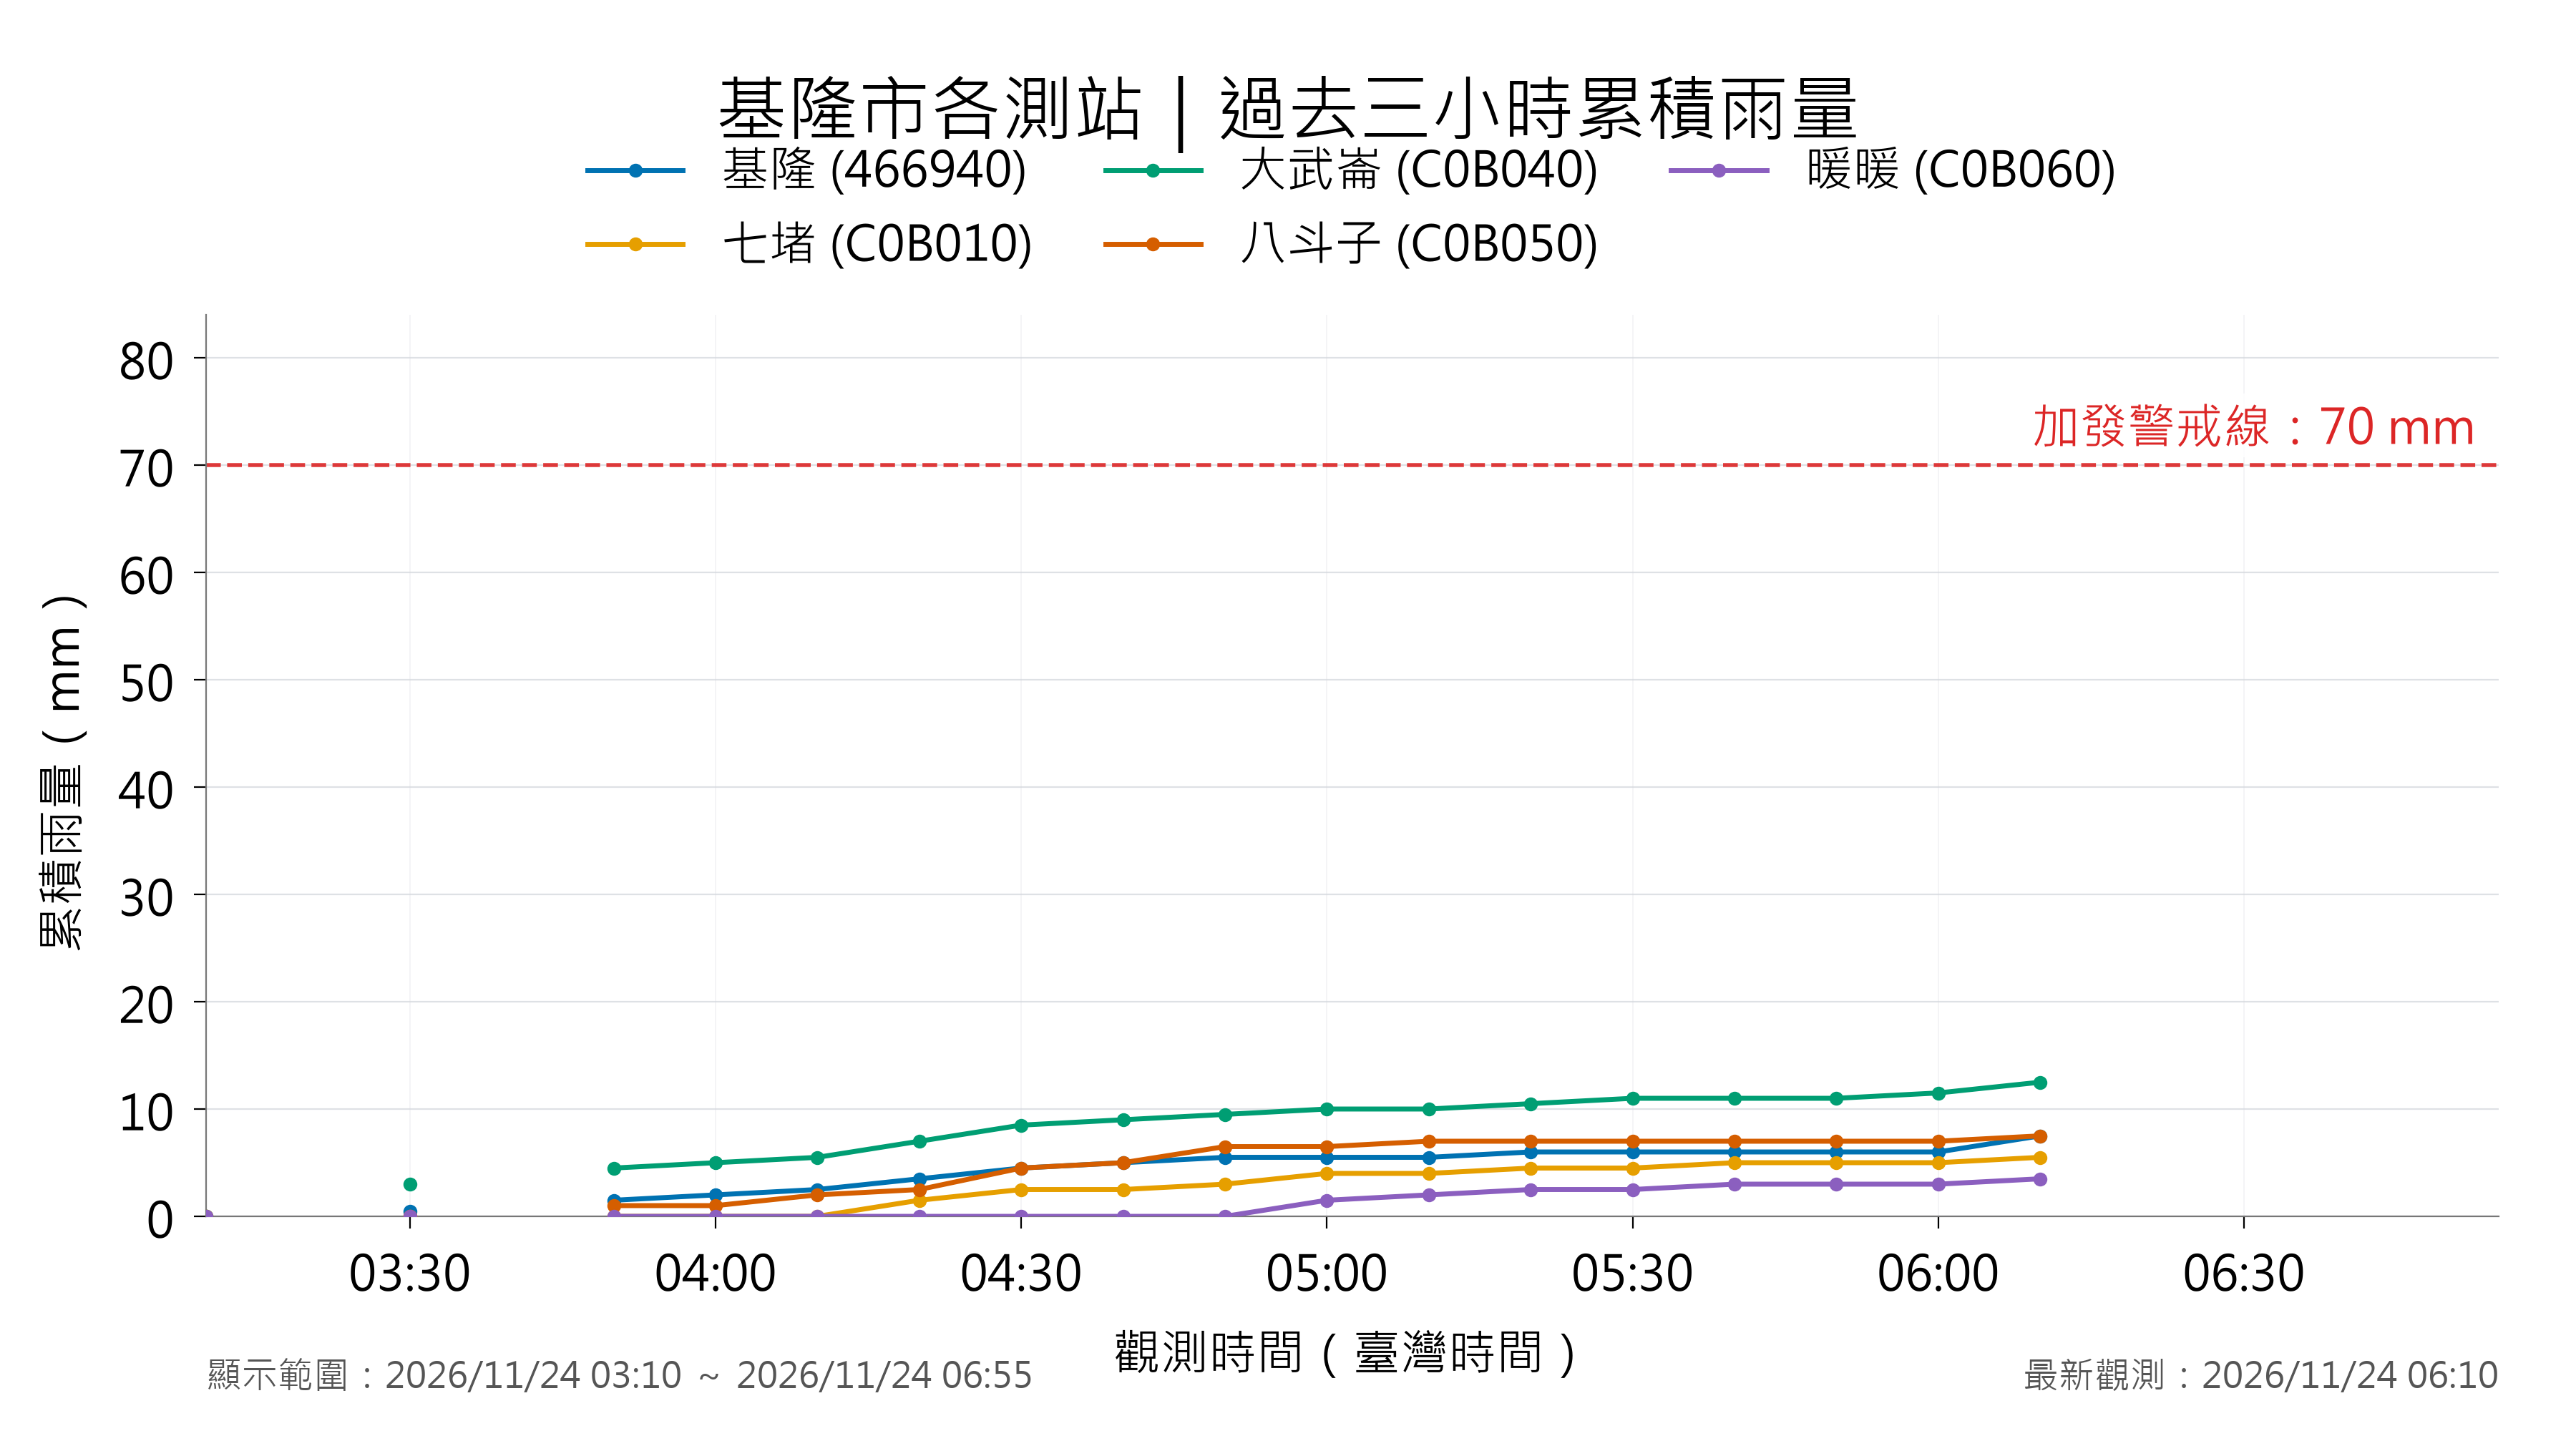 基隆市各測站｜過去三小時累積雨量
基隆 (466940)
大武崙 (C0B040)
暖暖 (C0B060)
七堵 (C0B010)
八斗子 (C0B050)
加發警戒線：70 mm
80
70
60
50
40
30
20
10
0
累積雨量（mm）
03:30
04:00
04:30
05:00
05:30
06:00
06:30
觀測時間（臺灣時間）
顯示範圍：2026/11/24 03:10 ~ 2026/11/24 06:55
最新觀測：2026/11/24 06:10